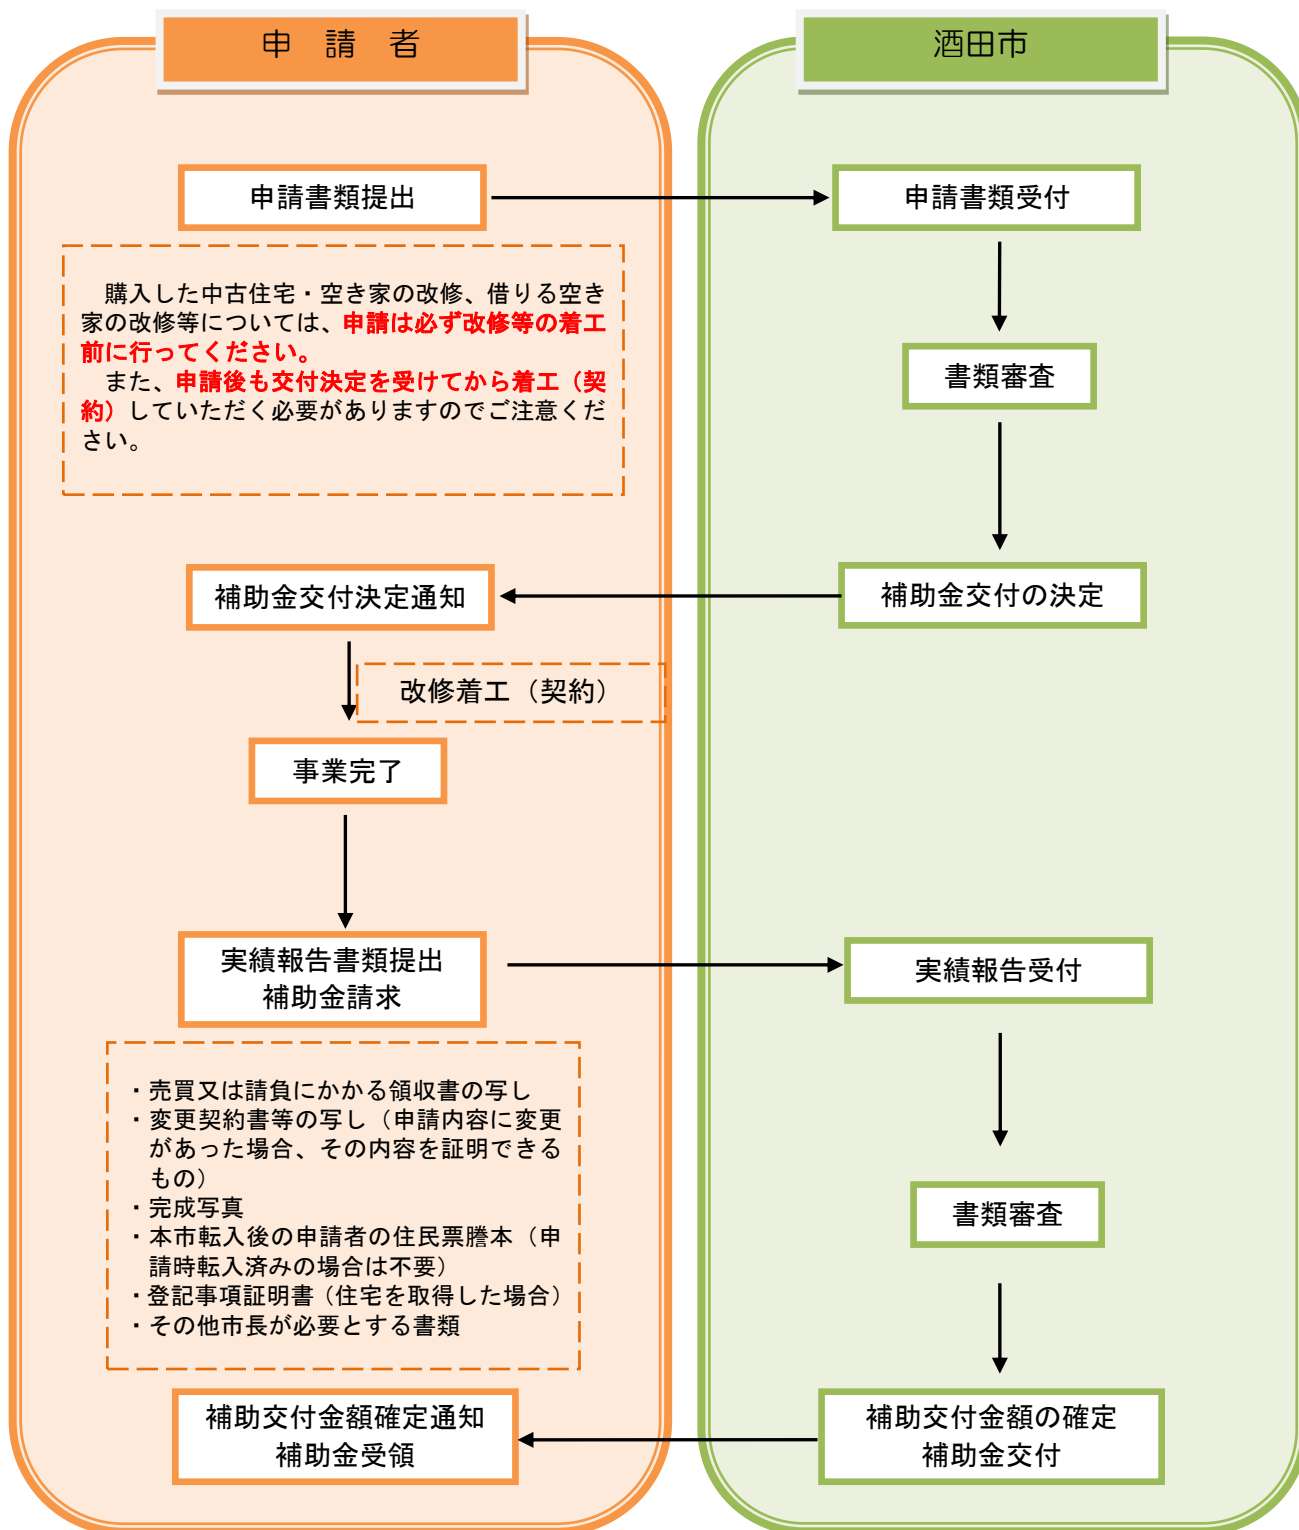 申　請　者
酒田市
申請書類提出
申請書類受付
購入した中古住宅・空き家の改修、借りる空き
家の改修等については、申請は必ず改修等の着工
前に行ってください。
また、申請後も交付決定を受けてから着工（契
約）していただく必要がありますのでご注意くだ
さい。
書類審査
補助金交付決定通知
補助金交付の決定
改修着工（契約）
事業完了
実績報告書類提出
補助金請求
実績報告受付
・売買又は請負にかかる領収書の写し
・変更契約書等の写し（申請内容に変更
があった場合、その内容を証明できる
もの）
・完成写真
・本市転入後の申請者の住民票謄本（申
請時転入済みの場合は不要）
・登記事項証明書（住宅を取得した場合）
・その他市長が必要とする書類
書類審査
補助交付金額確定通知
補助金受領
補助交付金額の確定
補助金交付